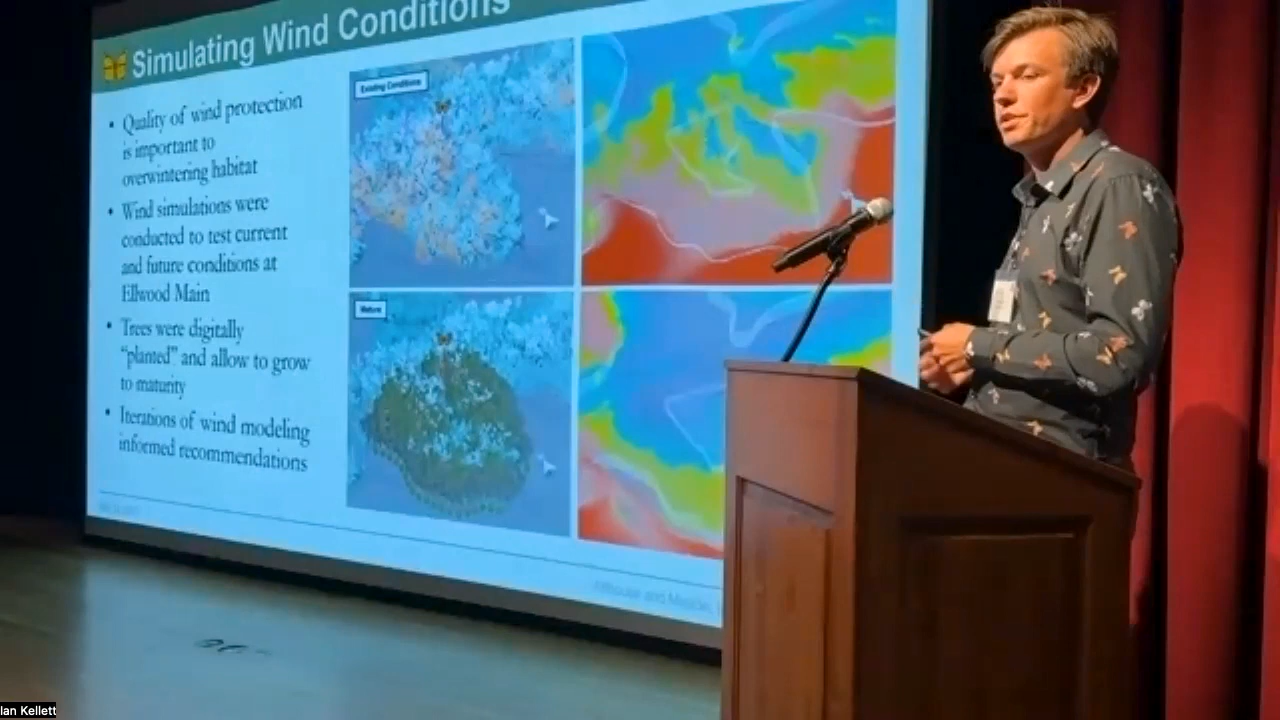 Simulating Wind Conditions
• Quality of wind protection
is important to
overwintering habitat
• Wind simulations were
conducted to test current
and future conditions at
Ellwood Main
• Trees were digitally
“planted” and allow to grow
to maturity
• Iterations of wind modeling
informed recommendations
Existing Conditions
Mature
Ian Kellett